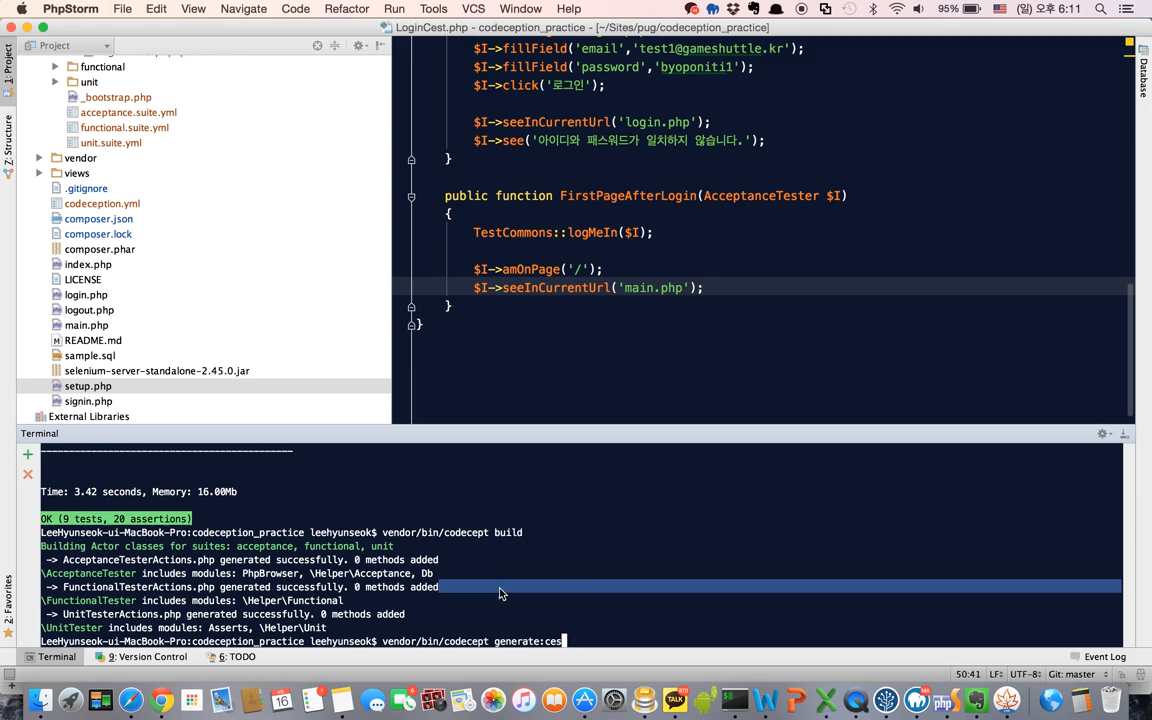 PhpStorm File Edit View Navigate Code Refactor Run Tools VCS Window Help 95% (일) 오후 6:11
LoginCest.php - codeception_practice - [~/Sites/pug/codeception_practice]
Project
1: Project
Z: Structure
2: Favorites
Database
functional
unit
_bootstrap.php
acceptance.suite.yml
functional.suite.yml
unit.suite.yml
vendor
views
.gitignore
codeception.yml
composer.json
composer.lock
composer.phar
index.php
LICENSE
login.php
logout.php
main.php
README.md
sample.sql
selenium-server-standalone-2.45.0.jar
setup.php
signin.php
External Libraries
$I->fillField('email','test1@gameshuttle.kr');
$I->fillField('password','byoponiti1');
$I->click('로그인');
$I->seeInCurrentUrl('login.php');
$I->see('아이디와 패스워드가 일치하지 않습니다.');
}
public function FirstPageAfterLogin(AcceptanceTester $I)
{
TestCommons::logMeIn($I);
$I->amOnPage('/');
$I->seeInCurrentUrl('main.php');
}
}
Terminal
---------------------------------------------
Time: 3.42 seconds, Memory: 16.00Mb
OK (9 tests, 20 assertions)
LeeHyunseok-ui-MacBook-Pro:codeception_practice leehyunseok$ vendor/bin/codecept build
Building Actor classes for suites: acceptance, functional, unit
-> AcceptanceTesterActions.php generated successfully. 0 methods added
\AcceptanceTester includes modules: PhpBrowser, \Helper\Acceptance, Db
-> FunctionalTesterActions.php generated successfully. 0 methods added
\FunctionalTester includes modules: \Helper\Functional
-> UnitTesterActions.php generated successfully. 0 methods added
\UnitTester includes modules: Asserts, \Helper\Unit
LeeHyunseok-ui-MacBook-Pro:codeception_practice leehyunseok$ vendor/bin/codecept generate:ces
Terminal 9: Version Control 6: TODO Event Log
50:41 LF÷ UTF-8÷ Git: master